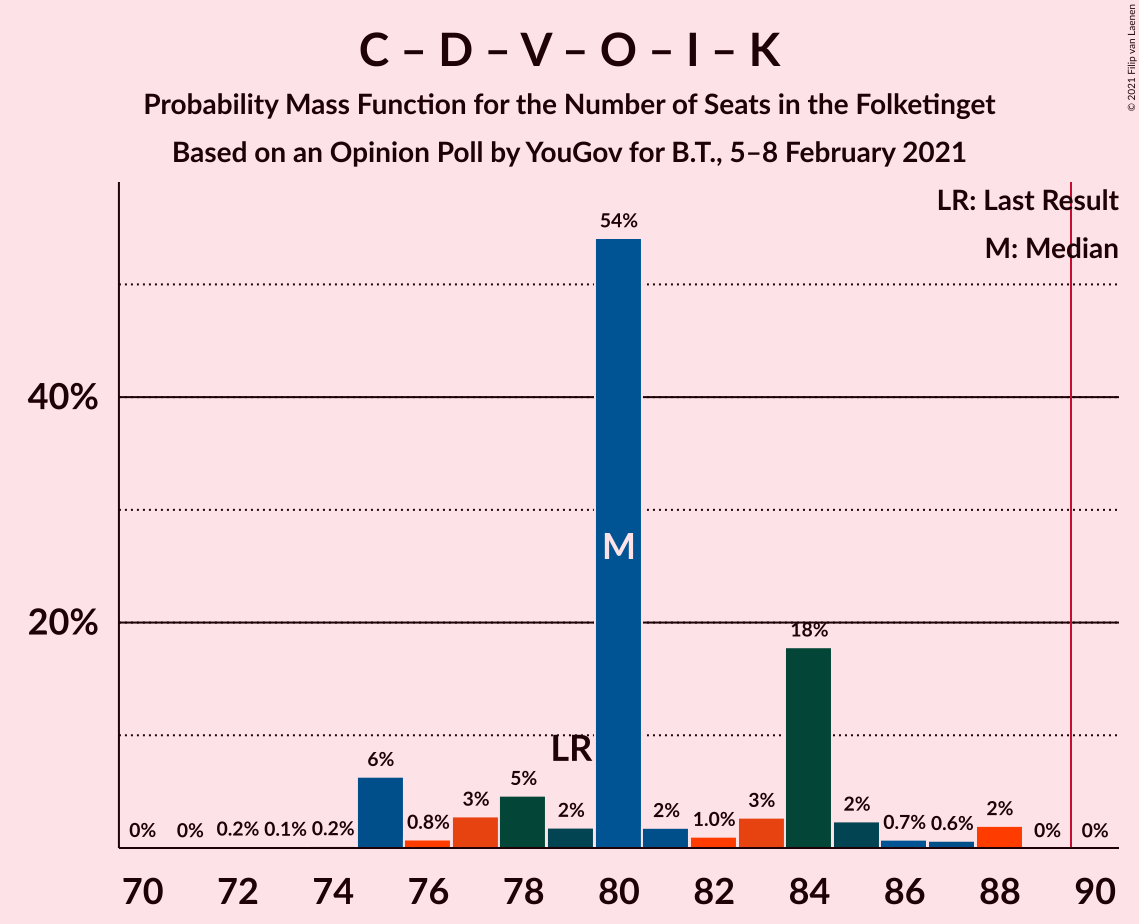 C – D – V – O – I – K
Probability Mass Function for the Number of Seats in the Folketinget
Based on an Opinion Poll by YouGov for B.T., 5–8 February 2021
© 2021 Filip van Laenen
LR: Last Result
M: Median
40%
20%
0% 0% 0.2% 0.1% 0.2% 6% 0.8% 3% 5% 2% 54% 2% 1.0% 3% 18% 2% 0.7% 0.6% 2% 0% 0%
LR
M
70 72 74 76 78 80 82 84 86 88 90